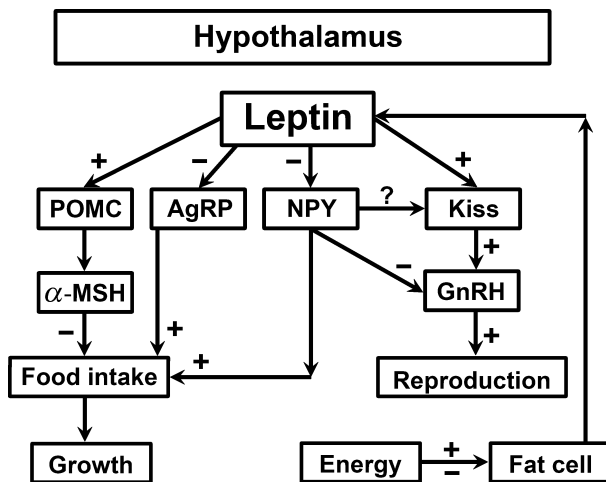 Hypothalamus
Leptin
+ − − +
POMC AgRP NPY ? Kiss
+
α-MSH − GnRH
− + + +
Food intake Reproduction
Growth Energy + − Fat cell